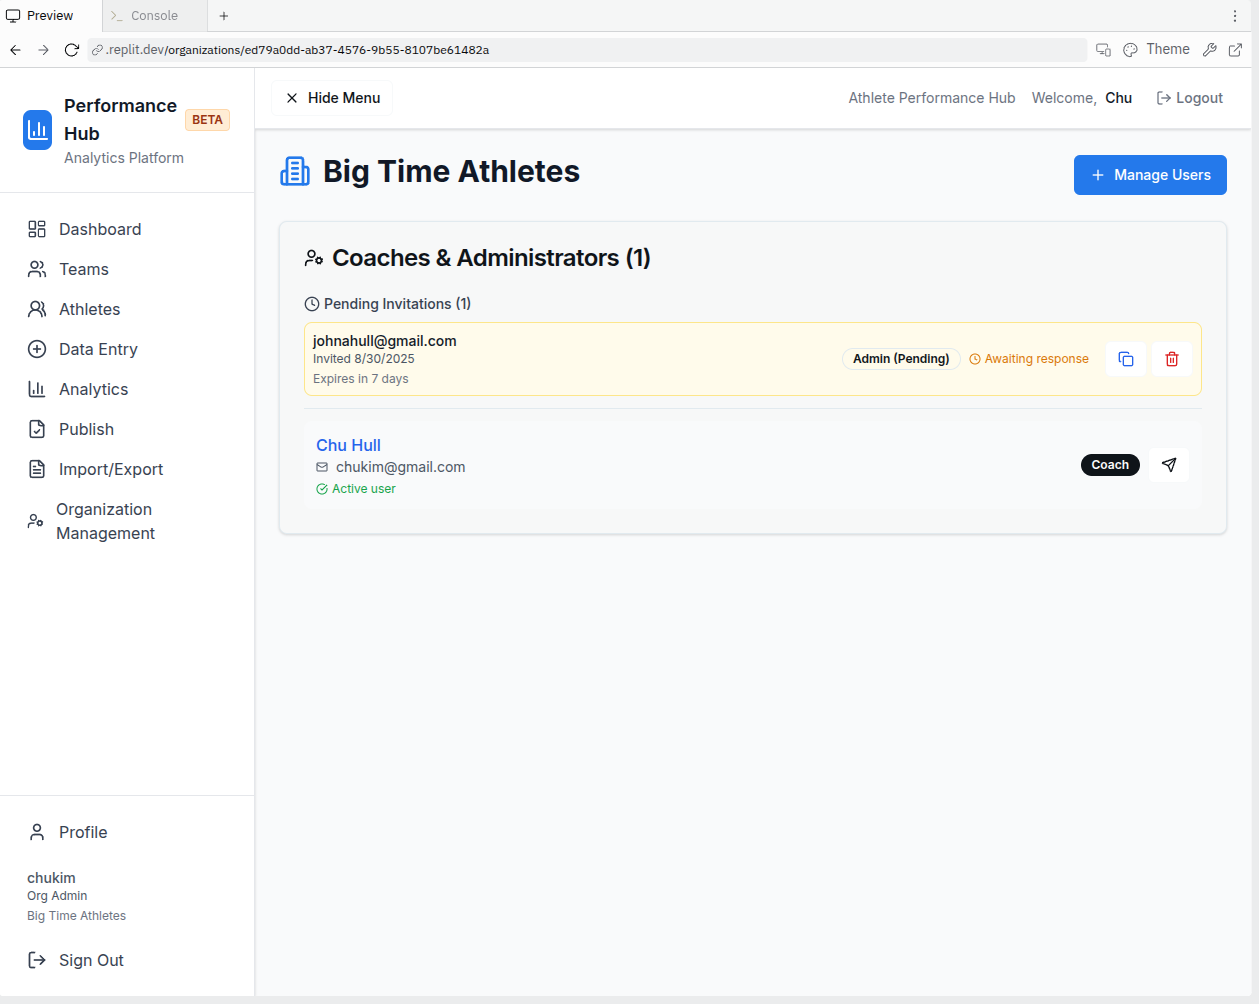 Preview
Console
.replit.dev/organizations/ed79a0dd-ab37-4576-9b55-8107be61482a
Theme
Performance
Hub
BETA
Analytics Platform
Hide Menu
Athlete Performance Hub
Welcome, Chu
Logout
Dashboard
Teams
Athletes
Data Entry
Analytics
Publish
Import/Export
Organization
Management
Big Time Athletes
Manage Users
Coaches & Administrators (1)
Pending Invitations (1)
johnahull@gmail.com
Invited 8/30/2025
Expires in 7 days
Admin (Pending)
Awaiting response
Chu Hull
chukim@gmail.com
Active user
Coach
Profile
chukim
Org Admin
Big Time Athletes
Sign Out